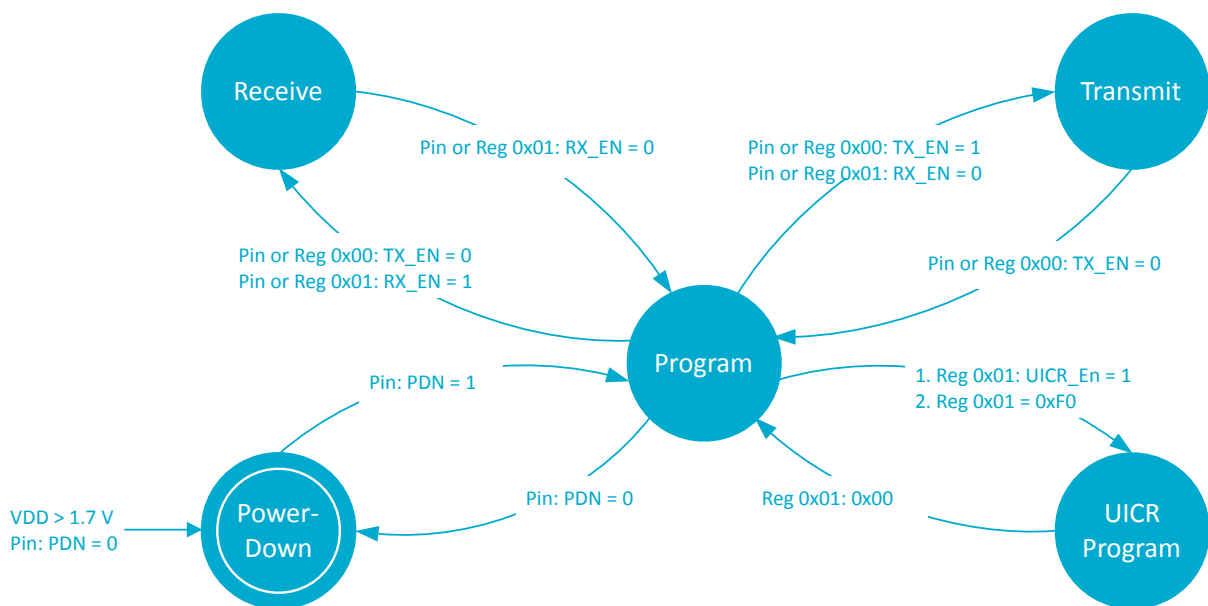 Receive
Transmit
Pin or Reg 0x01: RX_EN = 0
Pin or Reg 0x00: TX_EN = 1
Pin or Reg 0x01: RX_EN = 0
Pin or Reg 0x00: TX_EN = 0
Pin or Reg 0x01: RX_EN = 1
Pin or Reg 0x00: TX_EN = 0
Program
Pin: PDN = 1
1. Reg 0x01: UICR_En = 1
2. Reg 0x01 = 0xF0
Pin: PDN = 0
Reg 0x01: 0x00
VDD > 1.7 V
Pin: PDN = 0
Power-
Down
UICR
Program